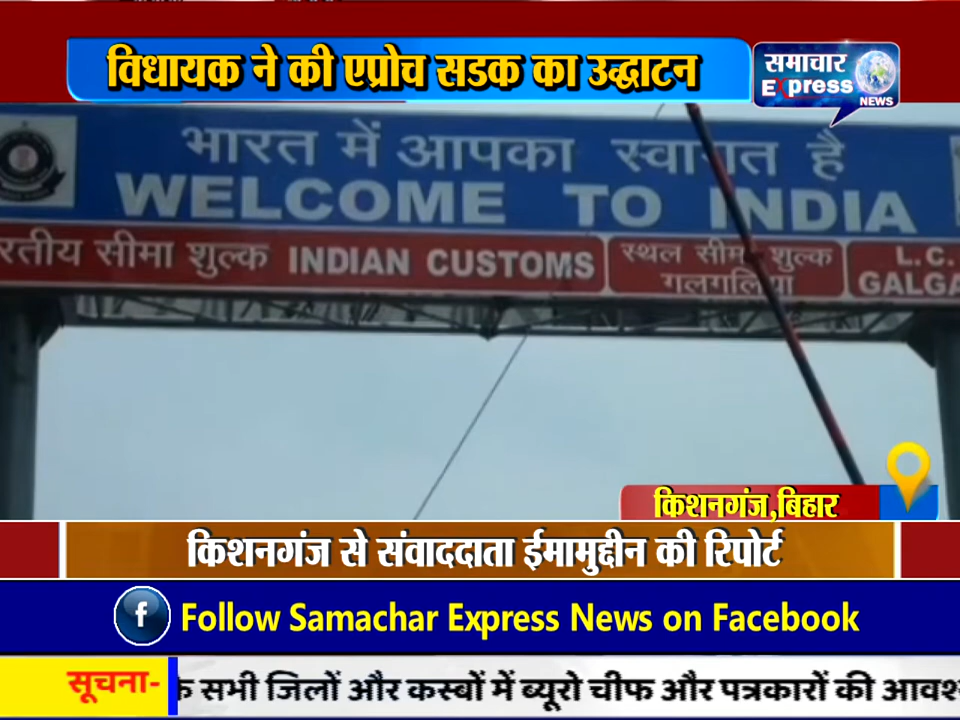 विधायक ने की एप्रोच सडक का उद्घाटन
समाचार
Express
NEWS
भारत में आपका स्वागत है
WELCOME TO INDIA
रतीय सीमा शुल्क INDIAN CUSTOMS
स्थल सीमा शुल्क
गलगलिया
L.C.
GALGA
किशनगंज,बिहार
किशनगंज से संवाददाता ईमामुद्दीन की रिपोर्ट
f Follow Samachar Express News on Facebook
सूचना- के सभी जिलों और कस्बों में ब्यूरो चीफ और पत्रकारों की आवश्